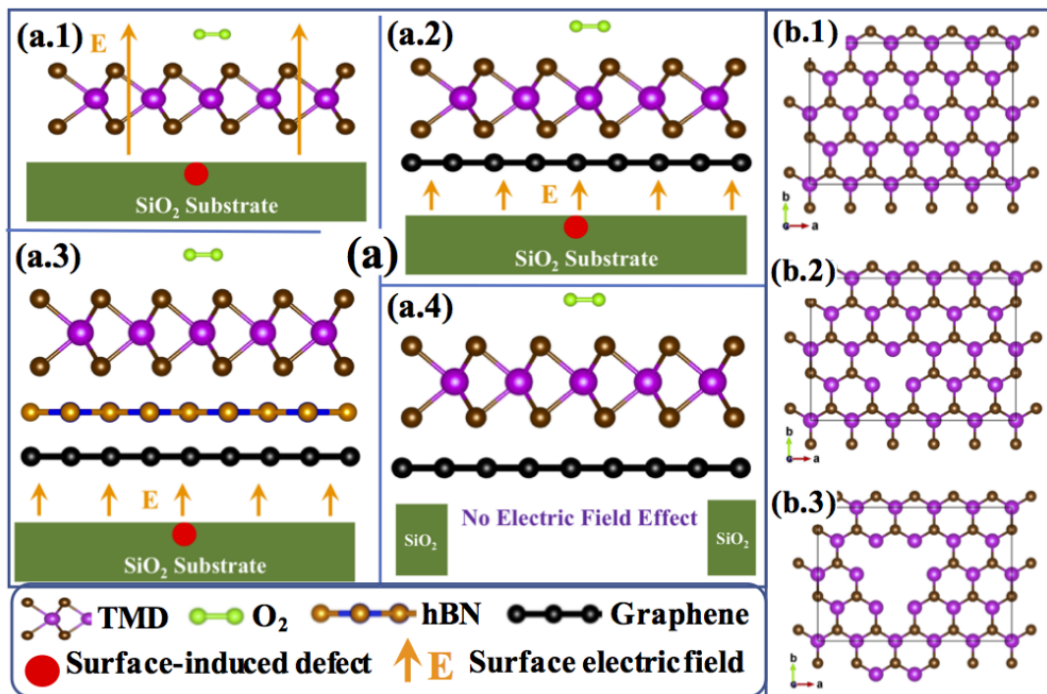 (a.1)
E
SiO₂ Substrate
(a.2)
E
SiO₂ Substrate
(a)
(a.3)
E
SiO₂ Substrate
(a.4)
No Electric Field Effect
SiO₂
SiO₂
(b.1)
b
a
(b.2)
b
a
(b.3)
b
a
TMD O₂ hBN Graphene
Surface-induced defect E Surface electric field